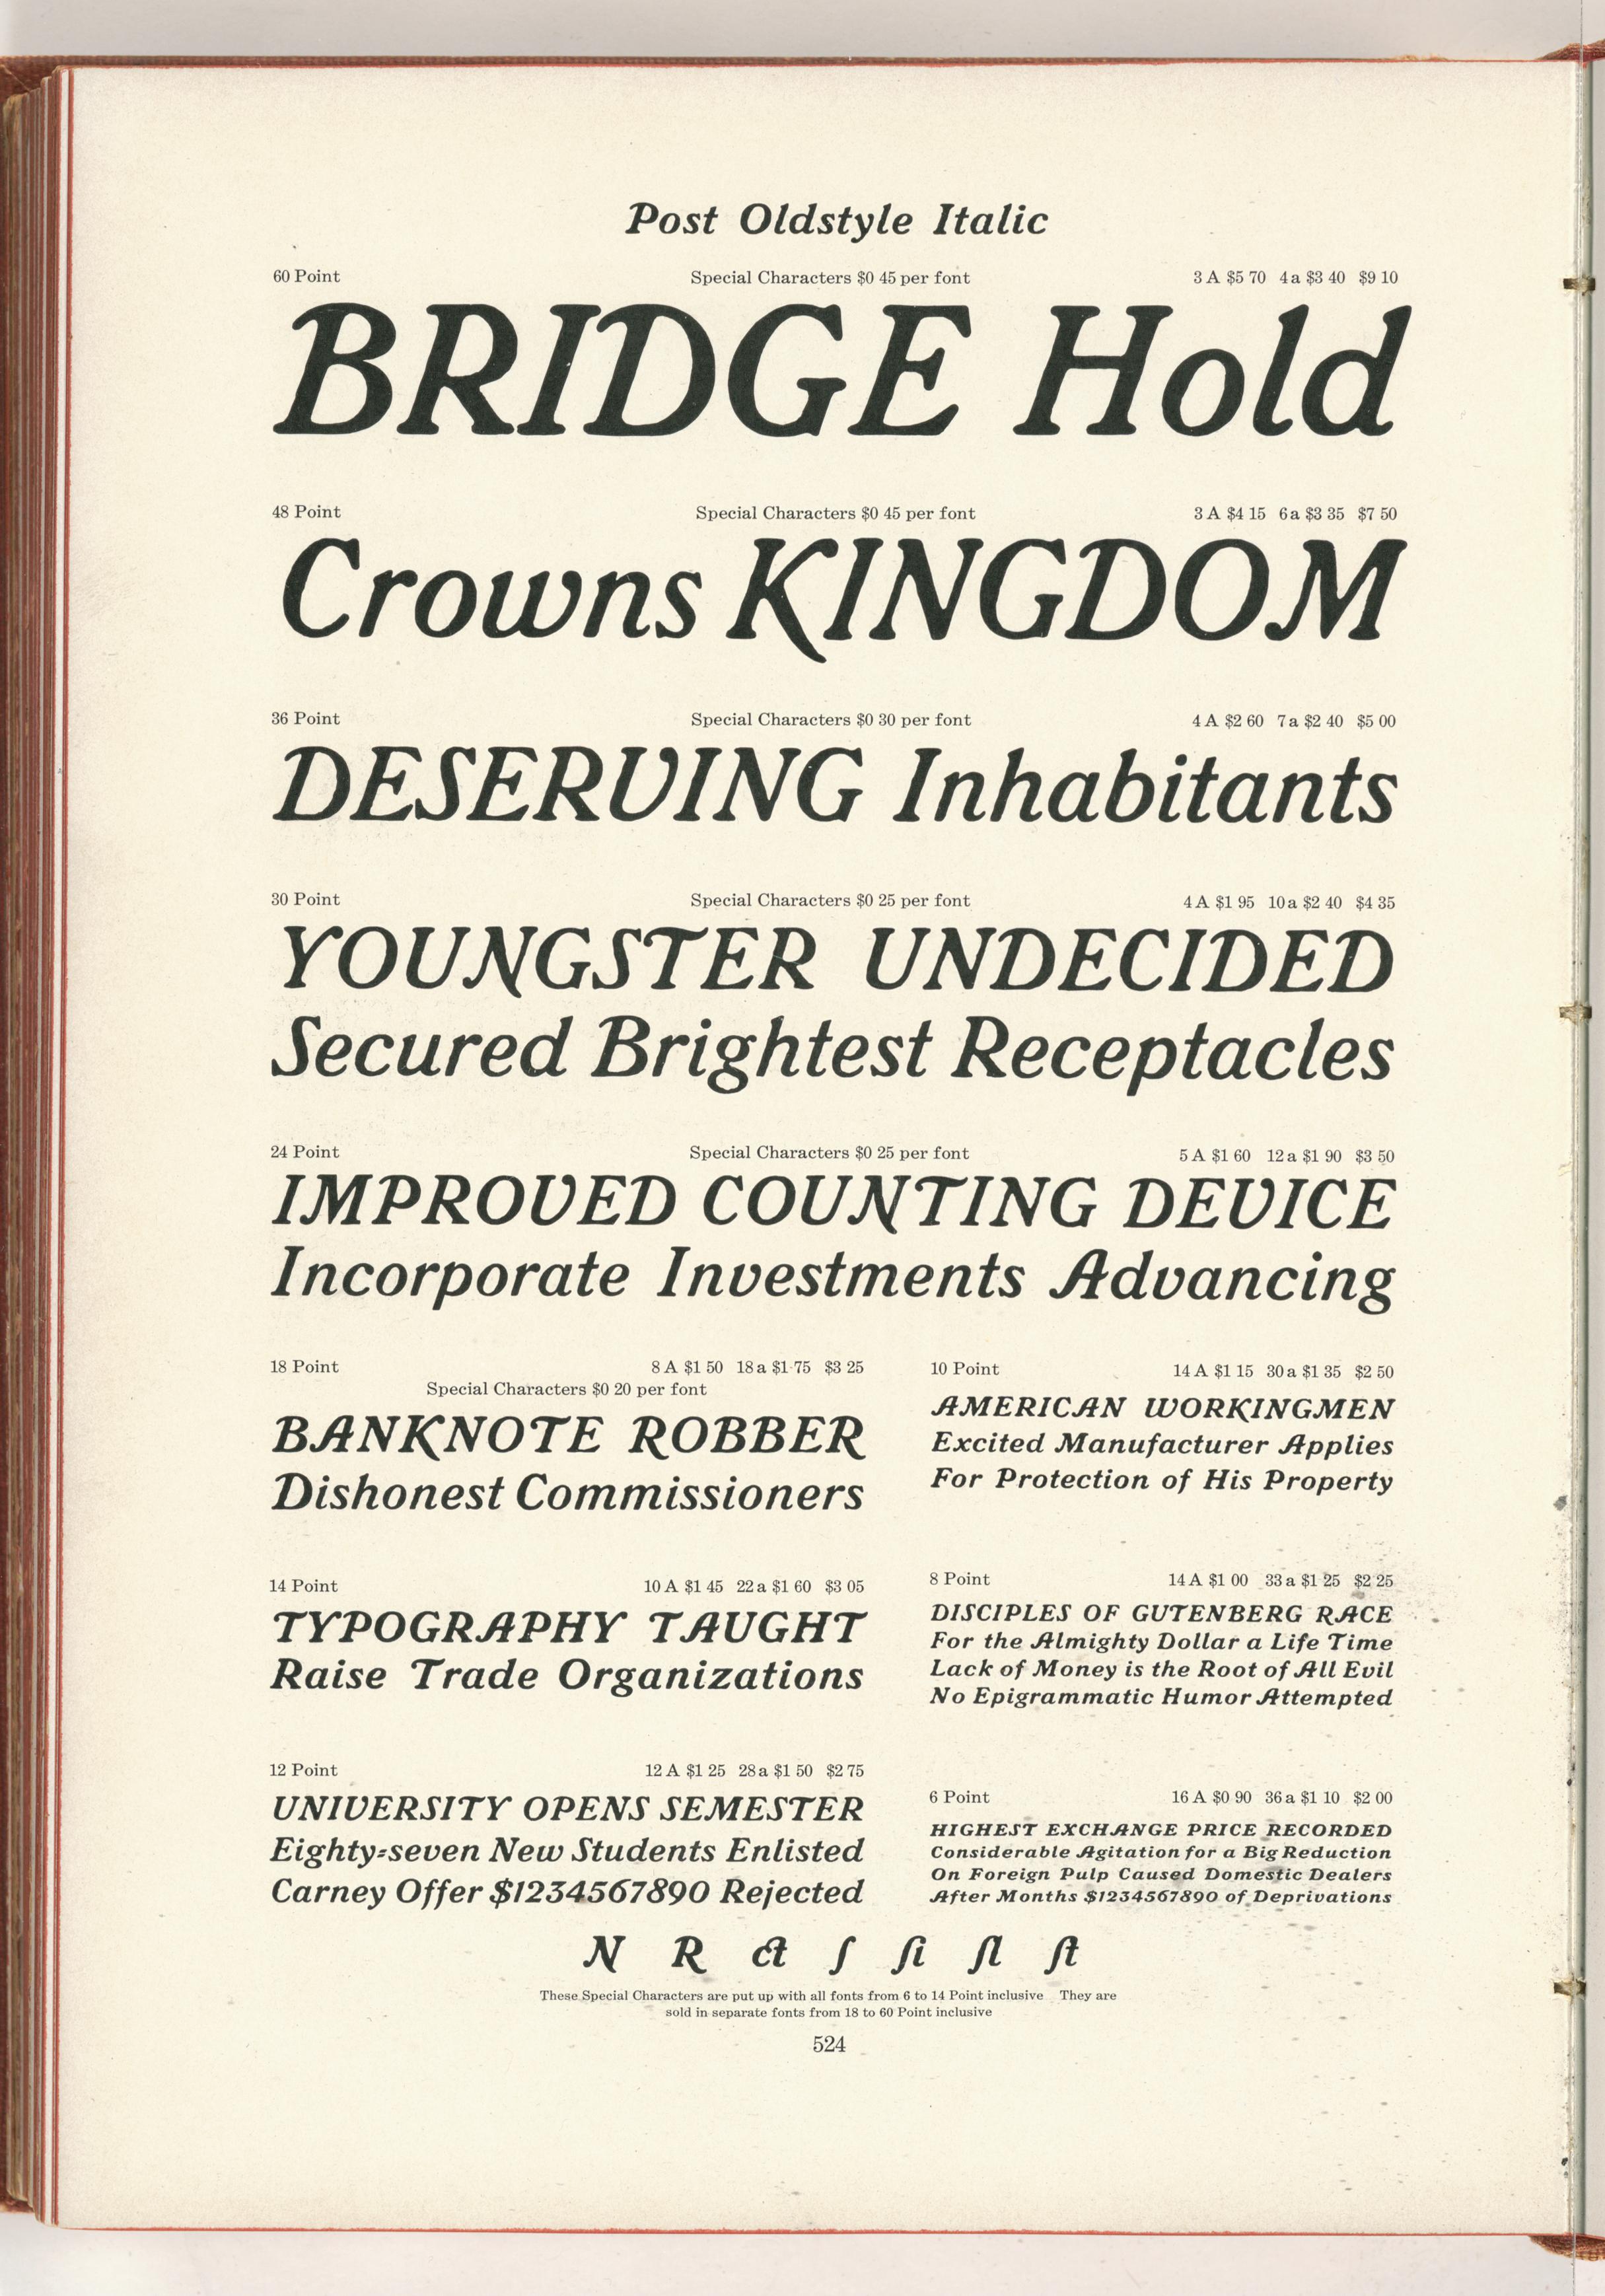 Post Oldstyle Italic
60 Point Special Characters $0 45 per font 3 A $5 70 4 a $3 40 $9 10
BRIDGE Hold
48 Point Special Characters $0 45 per font 3 A $4 15 6 a $3 35 $7 50
Crowns KINGDOM
36 Point Special Characters $0 30 per font 4 A $2 60 7 a $2 40 $5 00
DESERVING Inhabitants
30 Point Special Characters $0 25 per font 4 A $1 95 10 a $2 40 $4 35
YOUNGSTER UNDECIDED
Secured Brightest Receptacles
24 Point Special Characters $0 25 per font 5 A $1 60 12 a $1 90 $3 50
IMPROVED COUNTING DEVICE
Incorporate Investments Advancing
18 Point 8 A $1 50 18 a $1 75 $3 25
Special Characters $0 20 per font
BANKNOTE ROBBER
Dishonest Commissioners
14 Point 10 A $1 45 22 a $1 60 $3 05
TYPOGRAPHY TAUGHT
Raise Trade Organizations
12 Point 12 A $1 25 28 a $1 50 $2 75
UNIVERSITY OPENS SEMESTER
Eighty-seven New Students Enlisted
Carney Offer $1234567890 Rejected
10 Point 14 A $1 15 30 a $1 35 $2 50
AMERICAN WORKINGMEN
Excited Manufacturer Applies
For Protection of His Property
8 Point 14 A $1 00 33 a $1 25 $2 25
DISCIPLES OF GUTENBERG RACE
For the Almighty Dollar a Life Time
Lack of Money is the Root of All Evil
No Epigrammatic Humor Attempted
6 Point 16 A $0 90 36 a $1 10 $2 00
HIGHEST EXCHANGE PRICE RECORDED
Considerable Agitation for a Big Reduction
On Foreign Pulp Caused Domestic Dealers
After Months $1234567890 of Deprivations
N R ct ſ ſi ſl ſt
These Special Characters are put up with all fonts from 6 to 14 Point inclusive They are
sold in separate fonts from 18 to 60 Point inclusive
524